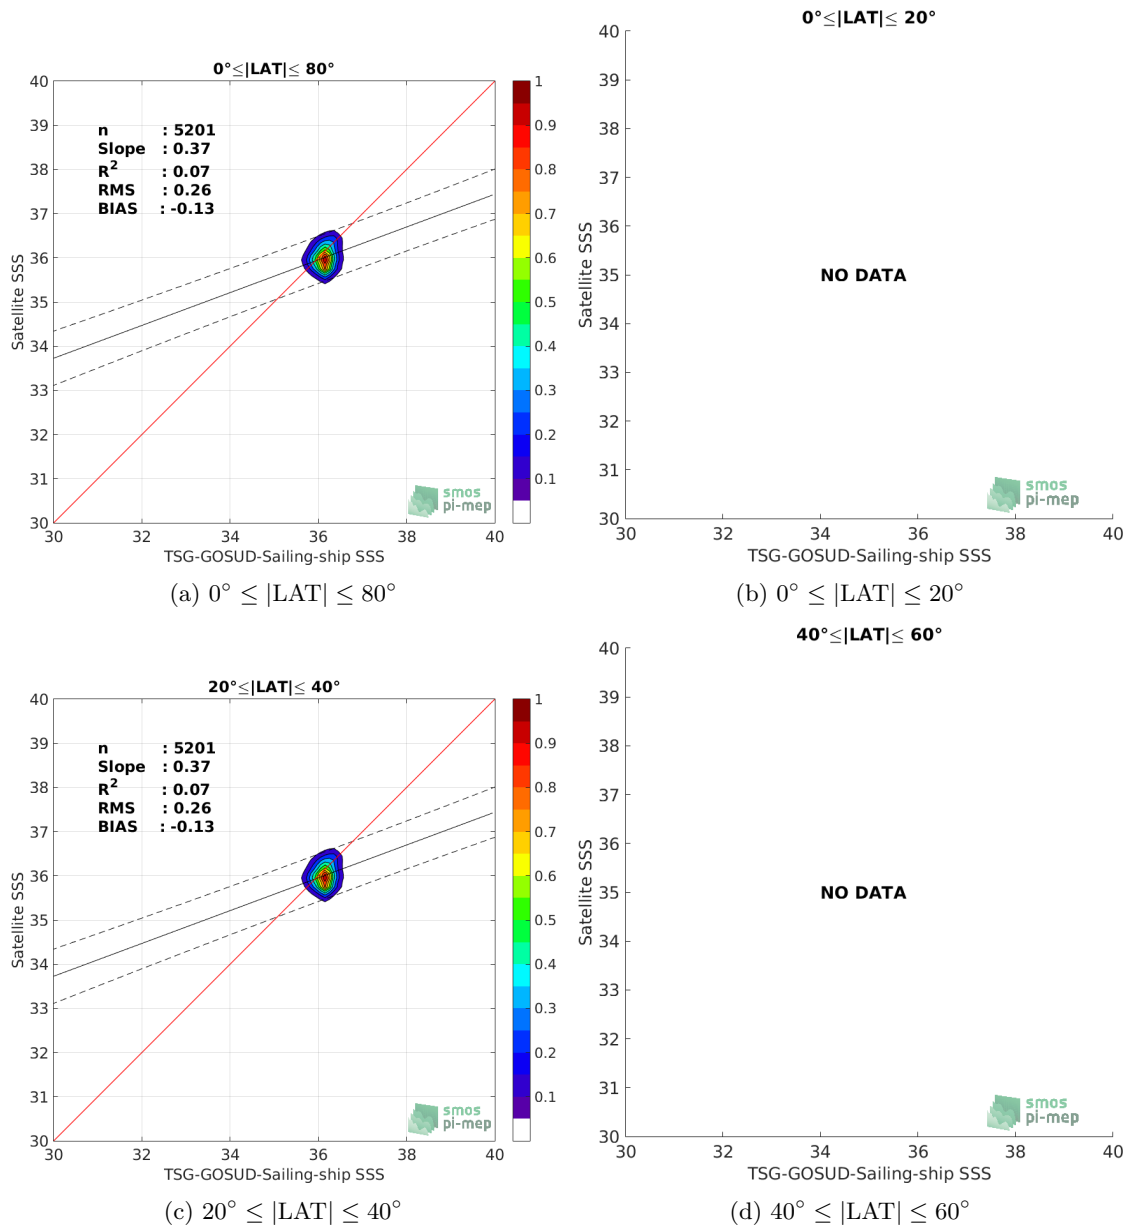 0°≤|LAT|≤ 80°
40
39
38
37
36
35
34
33
32
31
30
30
32
34
36
38
40
n : 5201
Slope : 0.37
R² : 0.07
RMS : 0.26
BIAS : -0.13
1
0.9
0.8
0.7
0.6
0.5
0.4
0.3
0.2
0.1
Satellite SSS
TSG-GOSUD-Sailing-ship SSS
smos
pi-mep
(a) 0° ≤ |LAT| ≤ 80°
0°≤|LAT|≤ 20°
40
39
38
37
36
35
34
33
32
31
30
30
32
34
36
38
40
NO DATA
Satellite SSS
TSG-GOSUD-Sailing-ship SSS
smos
pi-mep
(b) 0° ≤ |LAT| ≤ 20°
20°≤|LAT|≤ 40°
40
39
38
37
36
35
34
33
32
31
30
30
32
34
36
38
40
n : 5201
Slope : 0.37
R² : 0.07
RMS : 0.26
BIAS : -0.13
1
0.9
0.8
0.7
0.6
0.5
0.4
0.3
0.2
0.1
Satellite SSS
TSG-GOSUD-Sailing-ship SSS
smos
pi-mep
(c) 20° ≤ |LAT| ≤ 40°
40°≤|LAT|≤ 60°
40
39
38
37
36
35
34
33
32
31
30
30
32
34
36
38
40
NO DATA
Satellite SSS
TSG-GOSUD-Sailing-ship SSS
smos
pi-mep
(d) 40° ≤ |LAT| ≤ 60°